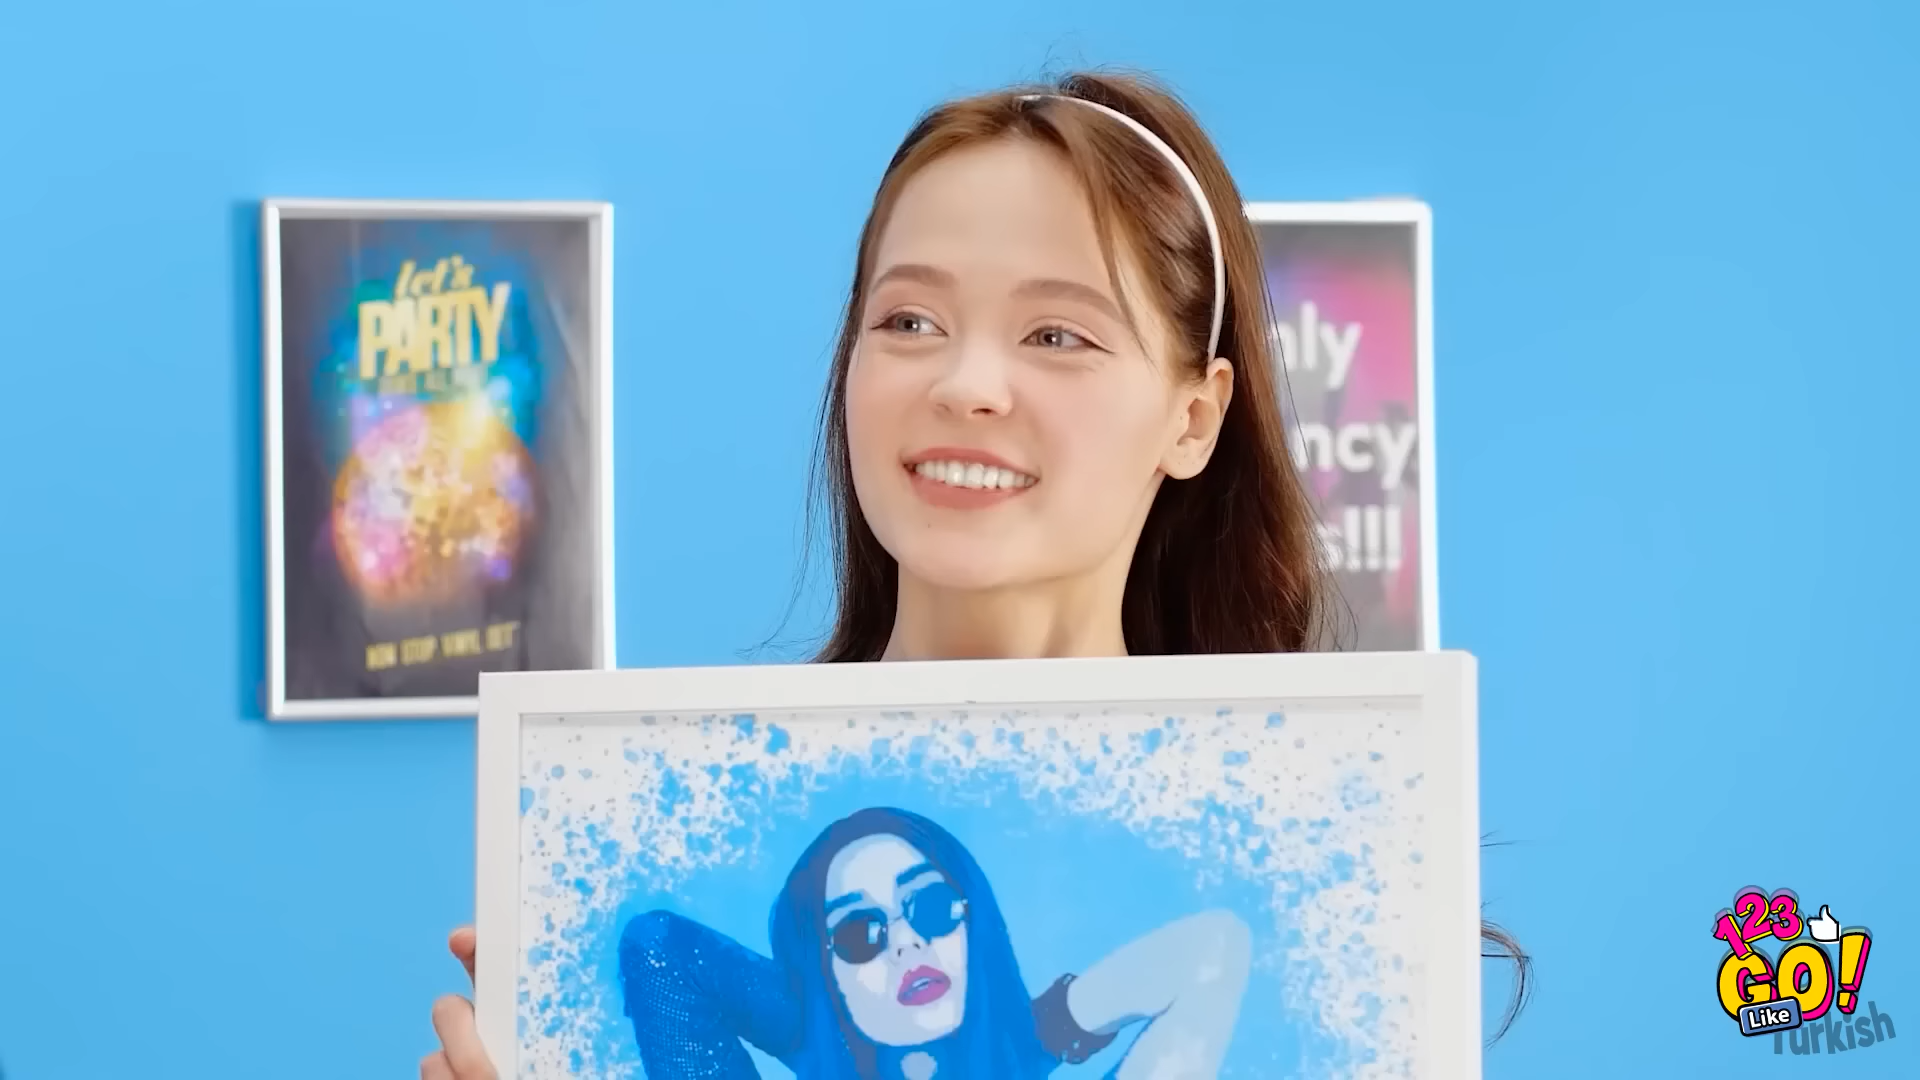 let's
PARTY
NON STOP VINYL SET
nly
ncy
s!!!
123
GO!
Like
Turkish